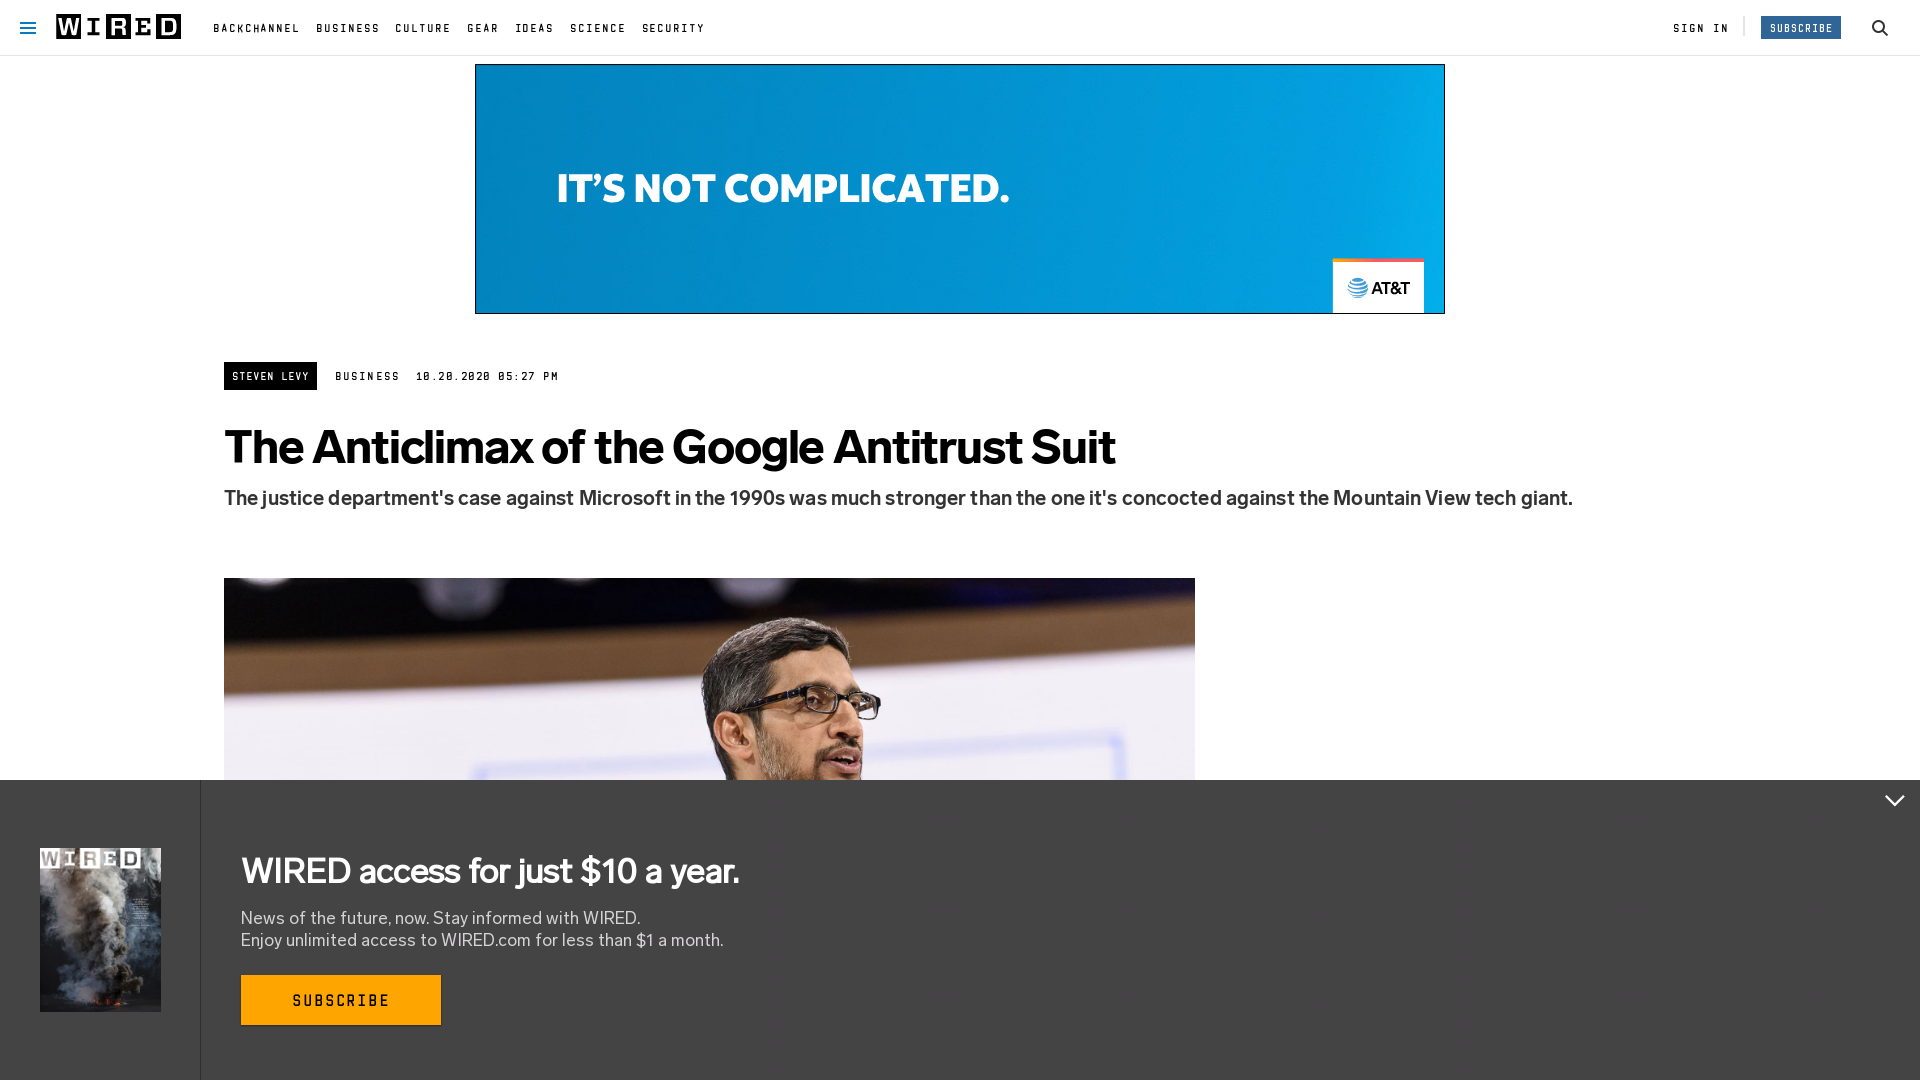 WIRED
BACKCHANNEL BUSINESS CULTURE GEAR IDEAS SCIENCE SECURITY
SIGN IN
SUBSCRIBE
IT'S NOT COMPLICATED.
AT&T
STEVEN LEVY BUSINESS 10.20.2020 05:27 PM
The Anticlimax of the Google Antitrust Suit
The justice department's case against Microsoft in the 1990s was much stronger than the one it's concocted against the Mountain View tech giant.
WIRED
WIRED access for just $10 a year.
News of the future, now. Stay informed with WIRED.
Enjoy unlimited access to WIRED.com for less than $1 a month.
SUBSCRIBE